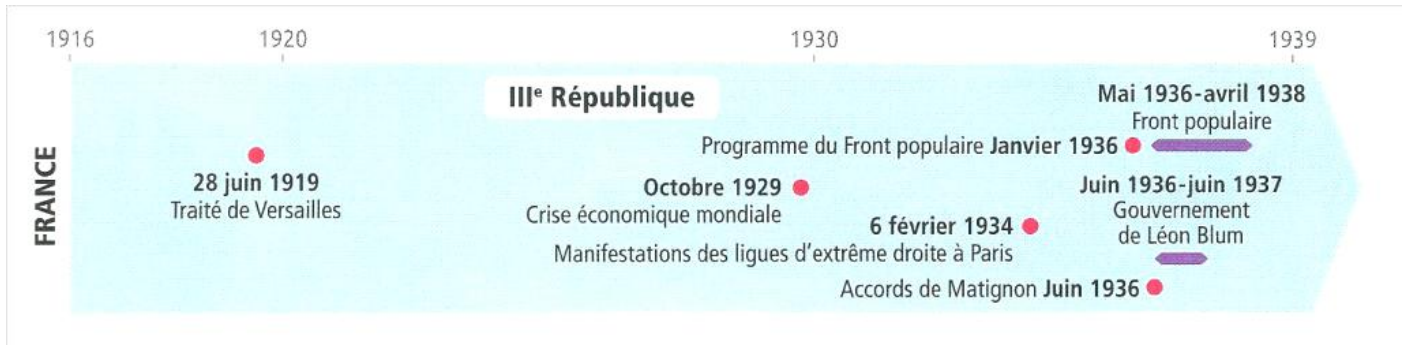 1916 1920 1930 1939
IIIe République
FRANCE
28 juin 1919
Traité de Versailles
Octobre 1929
Crise économique mondiale
6 février 1934
Manifestations des ligues d'extrême droite à Paris
Programme du Front populaire Janvier 1936
Mai 1936-avril 1938
Front populaire
Juin 1936-juin 1937
Gouvernement
de Léon Blum
Accords de Matignon Juin 1936